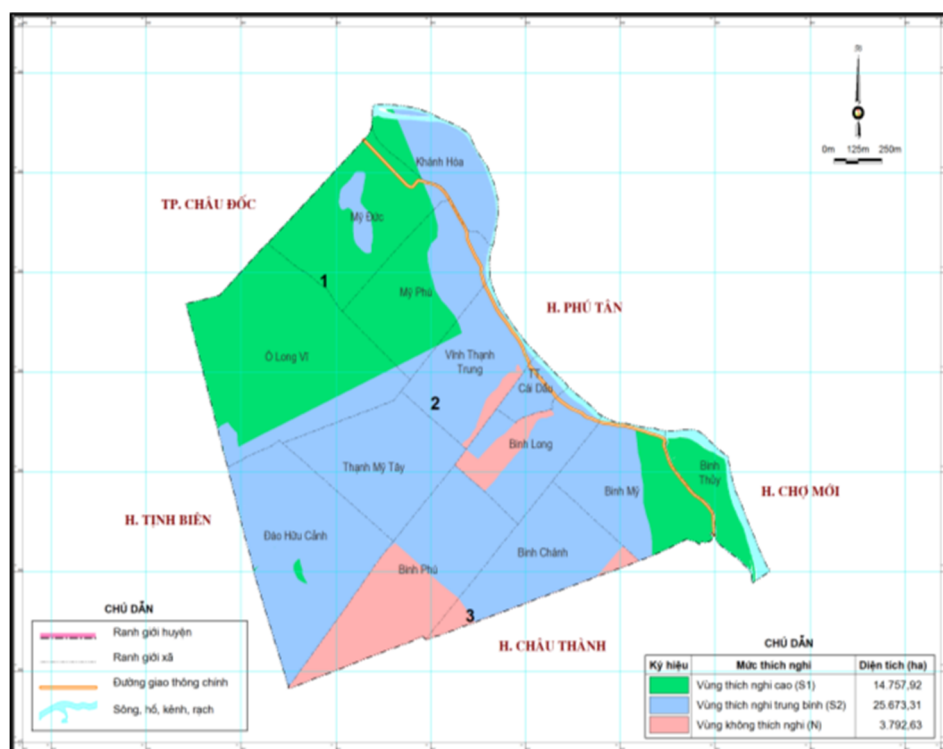 0m 125m 250m
Khánh Hòa
TP. CHÂU ĐỐC
Mỹ Đức
1
Mỹ Phú
H. PHÚ TÂN
Ô Long Vĩ
Vĩnh Thạnh
Trung
TT.
Cái Dầu
2
Bình Long
Thạnh Mỹ Tây
Bình
Thủy
Bình Mỹ
H. CHỢ MỚI
H. TỊNH BIÊN
Đào Hữu Cảnh
Bình Chánh
Bình Phú
3
H. CHÂU THÀNH
CHÚ DẪN
Ranh giới huyện
Ranh giới xã
Đường giao thông chính
Sông, hồ, kênh, rạch
CHÚ DẪN
Ký hiệu Mức thích nghi Diện tích (ha)
Vùng thích nghi cao (S1) 14.757,92
Vùng thích nghi trung bình (S2) 25.673,31
Vùng không thích nghi (N) 3.792,63